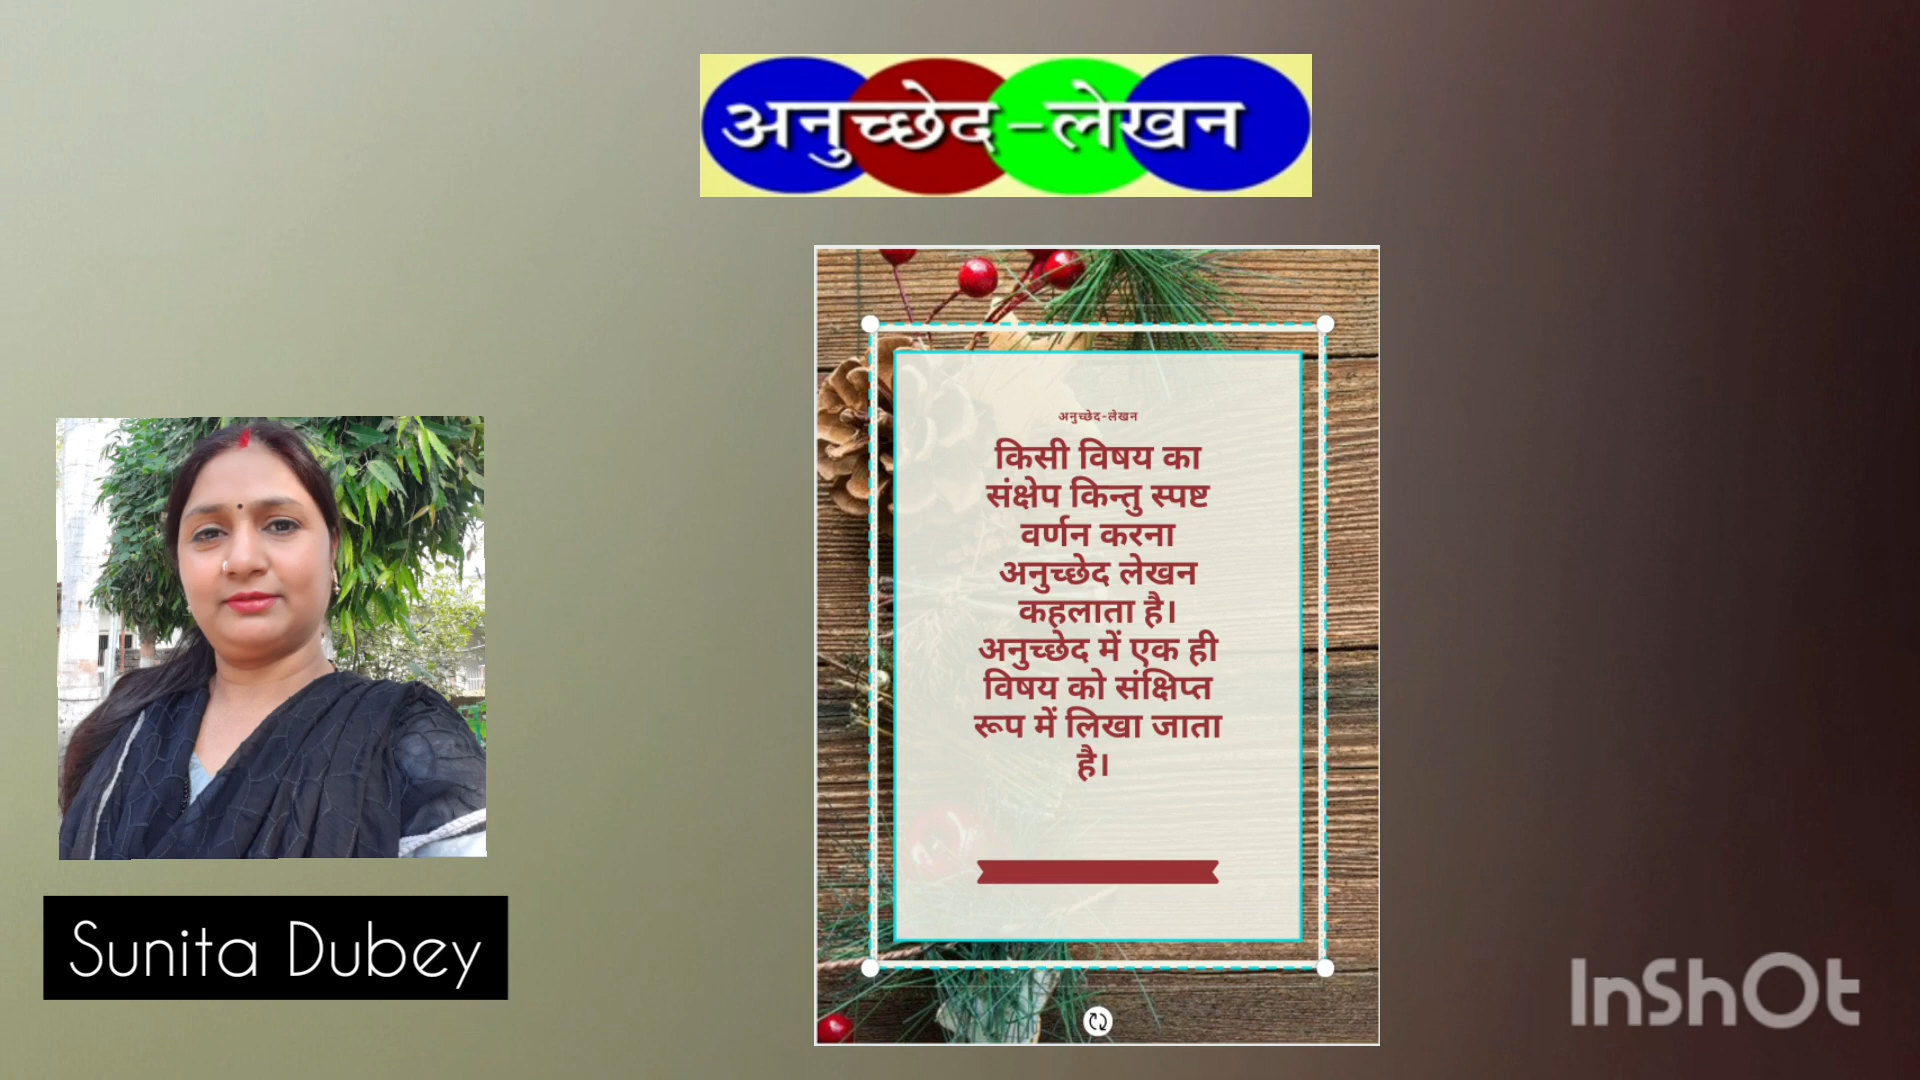 अनुच्छेद-लेखन
अनुच्छेद-लेखन
किसी विषय का
संक्षेप किन्तु स्पष्ट
वर्णन करना
अनुच्छेद लेखन
कहलाता है।
अनुच्छेद में एक ही
विषय को संक्षिप्त
रूप में लिखा जाता
है।
Sunita Dubey
InShOt